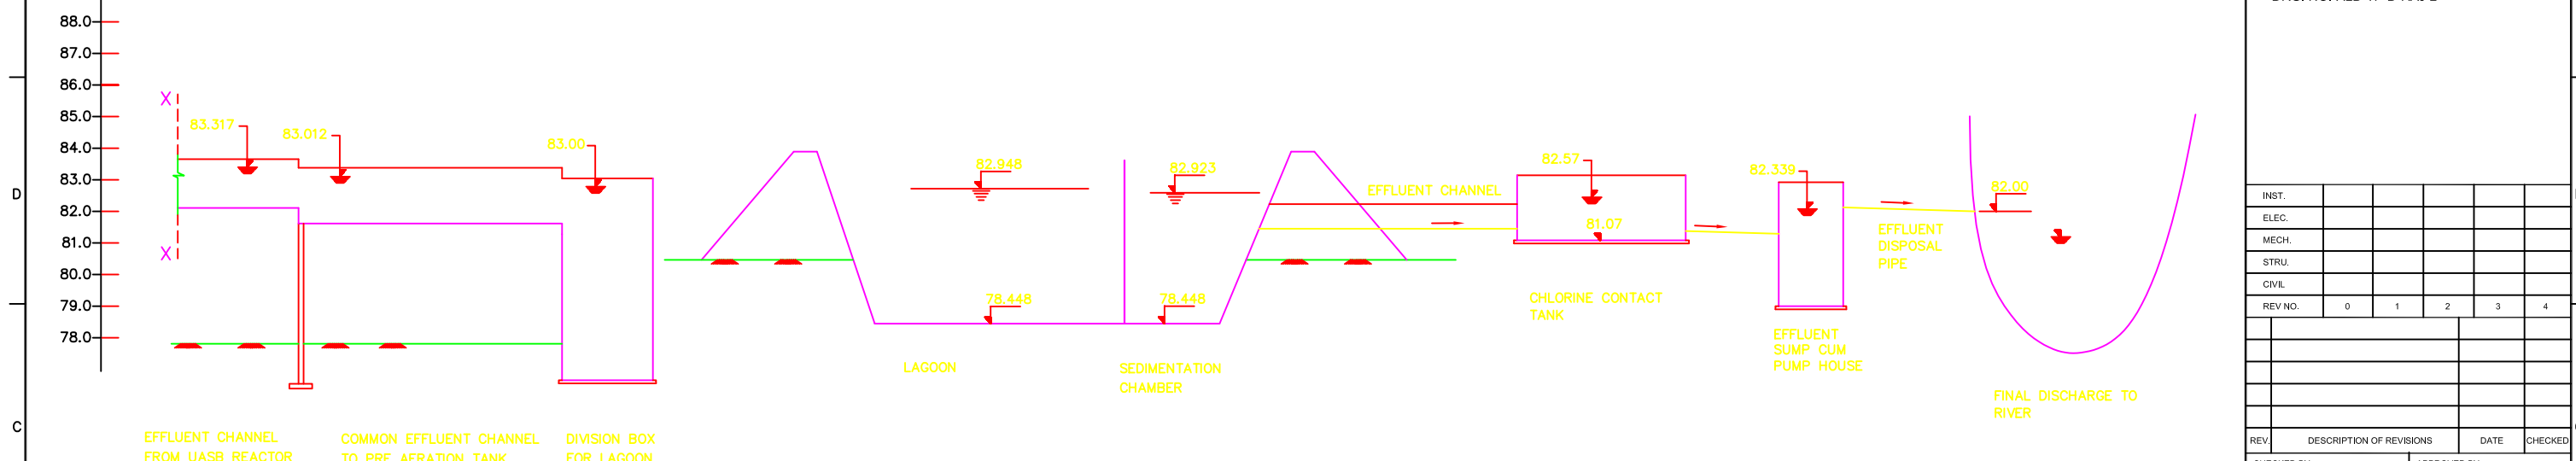 88.0
87.0
86.0
85.0
84.0
83.0
82.0
81.0
80.0
79.0
78.0
X
X
83.317
83.012
83.00
82.948
82.923
82.57
82.339
82.00
81.07
78.448
78.448
EFFLUENT CHANNEL
EFFLUENT
DISPOSAL
PIPE
CHLORINE CONTACT
TANK
EFFLUENT
SUMP CUM
PUMP HOUSE
LAGOON
SEDIMENTATION
CHAMBER
FINAL DISCHARGE TO
RIVER
EFFLUENT CHANNEL
FROM UASB REACTOR
COMMON EFFLUENT CHANNEL
TO PRE AERATION TANK
DIVISION BOX
FOR LAGOON
D
C
INST.
ELEC.
MECH.
STRU.
CIVIL
REV NO. 0 1 2 3 4
REV. DESCRIPTION OF REVISIONS DATE CHECKED